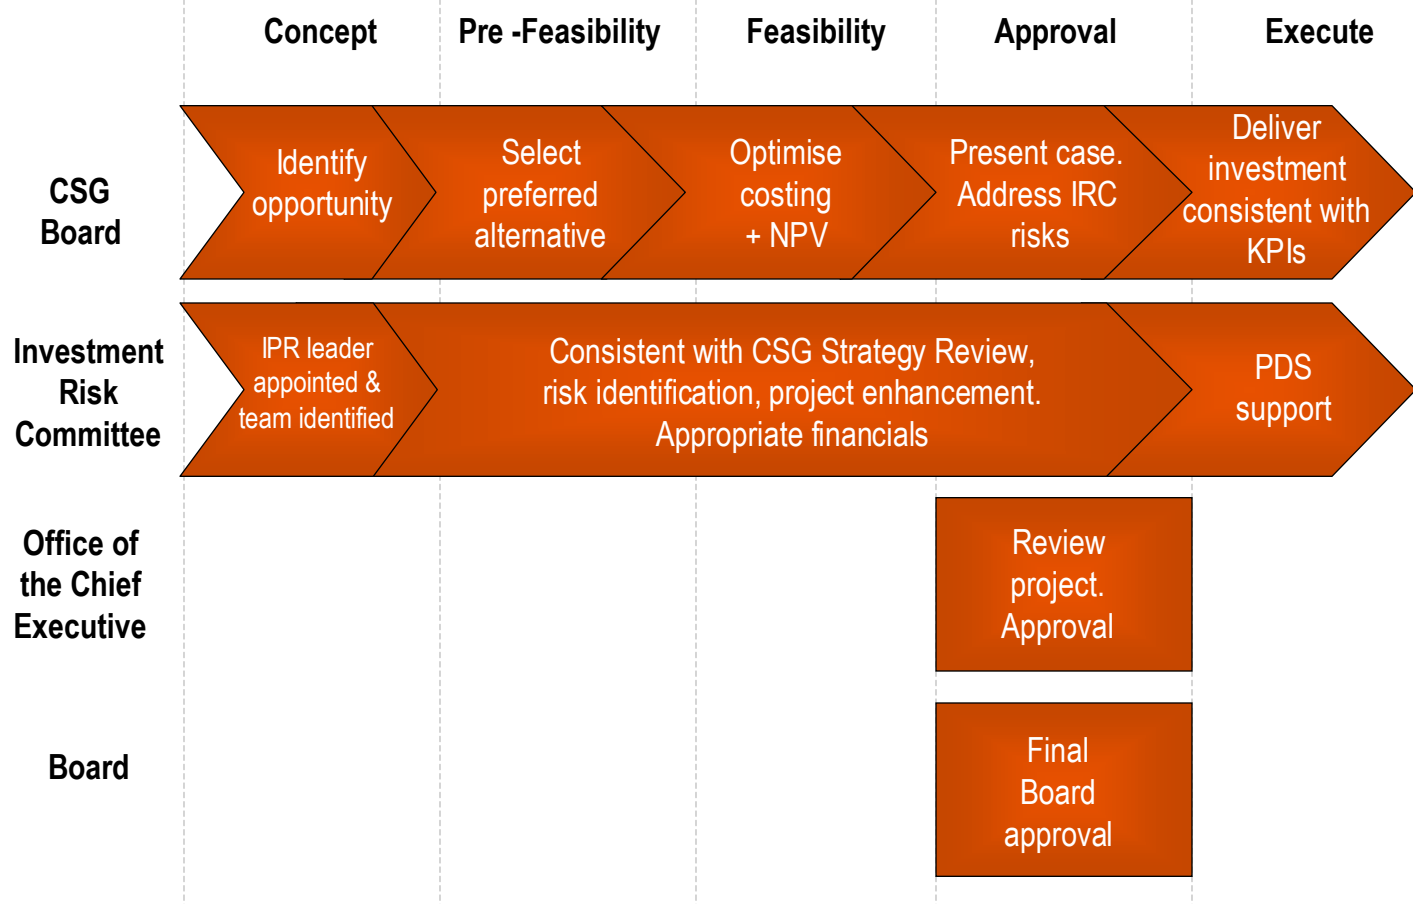 Concept
Pre -Feasibility
Feasibility
Approval
Execute
CSG
Board
Identify
opportunity
Select
preferred
alternative
Optimise
costing
+ NPV
Present case.
Address IRC
risks
Deliver
investment
consistent with
KPIs
Investment
Risk
Committee
IPR leader
appointed &
team identified
Consistent with CSG Strategy Review,
risk identification, project enhancement.
Appropriate financials
PDS
support
Office of
the Chief
Executive
Review
project.
Approval
Board
Final
Board
approval